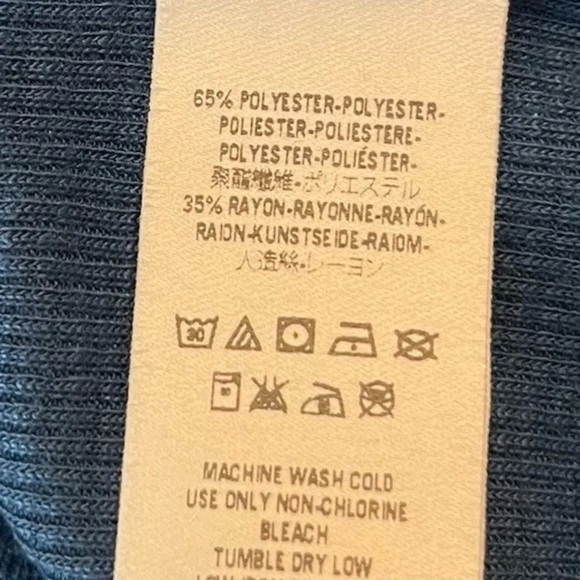 65% POLYESTER-POLYESTER-
POLIESTER-POLIESTERE-
POLYESTER-POLIÉSTER-
聚酯纖維-ポリエステル
35% RAYON-RAYONNE-RAYÓN-
RAION-KUNSTSEIDE-RAIOM-
人造絲-レーヨン
30
MACHINE WASH COLD
USE ONLY NON-CHLORINE
BLEACH
TUMBLE DRY LOW